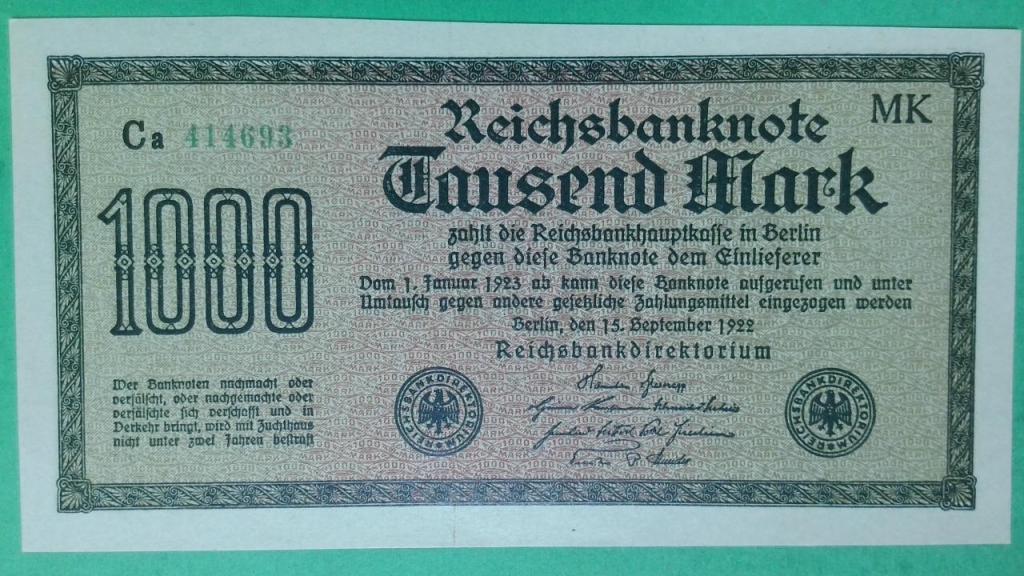 Ca 414693
MK
1000
Reichsbanknote
Tausend Mark
zahlt die Reichsbankhauptkasse in Berlin
gegen diese Banknote dem Einlieferer
Vom 1. Januar 1923 ab kann diese Banknote aufgerufen und unter
Umtausch gegen andere gesetzliche Zahlungsmittel eingezogen werden
Berlin, den 15. September 1922
Reichsbankdirektorium
Wer Banknoten nachmacht oder
verfälscht, oder nachgemachte oder
verfälschte sich verschafft und in
Verkehr bringt, wird mit Zuchthaus
nicht unter zwei Jahren bestraft
REICHSBANKDIREKTORIUM
REICHSBANKDIREKTORIUM